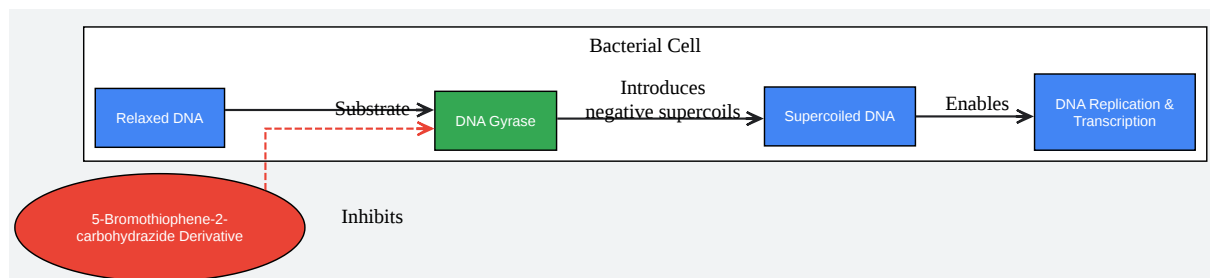 Bacterial Cell
Relaxed DNA
Substrate
DNA Gyrase
Introduces
negative supercoils
Supercoiled DNA
Enables
DNA Replication &
Transcription
5-Bromothiophene-2-
carbohydrazide Derivative
Inhibits